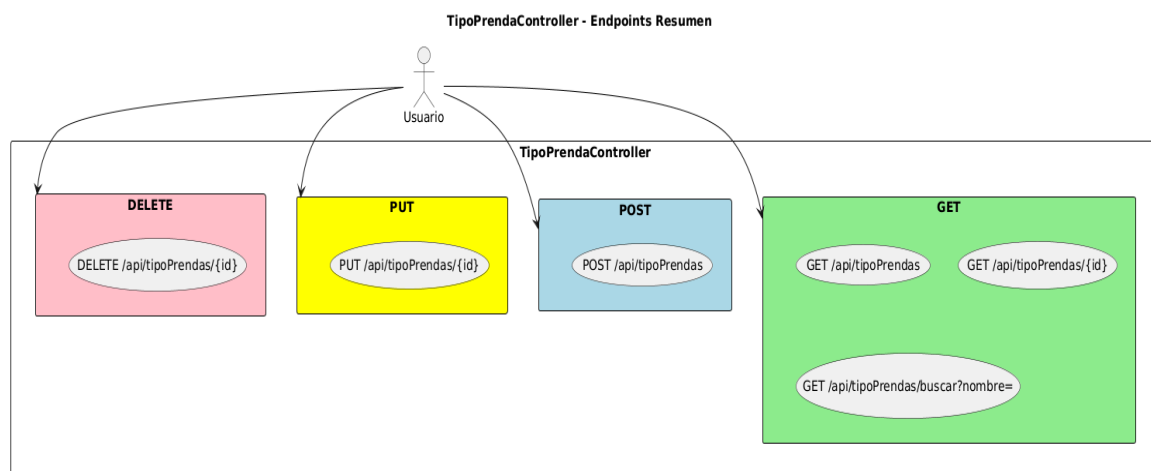 TipoPrendaController - Endpoints Resumen
Usuario
TipoPrendaController
DELETE
DELETE /api/tipoPrendas/{id}
PUT
PUT /api/tipoPrendas/{id}
POST
POST /api/tipoPrendas
GET
GET /api/tipoPrendas
GET /api/tipoPrendas/{id}
GET /api/tipoPrendas/buscar?nombre=